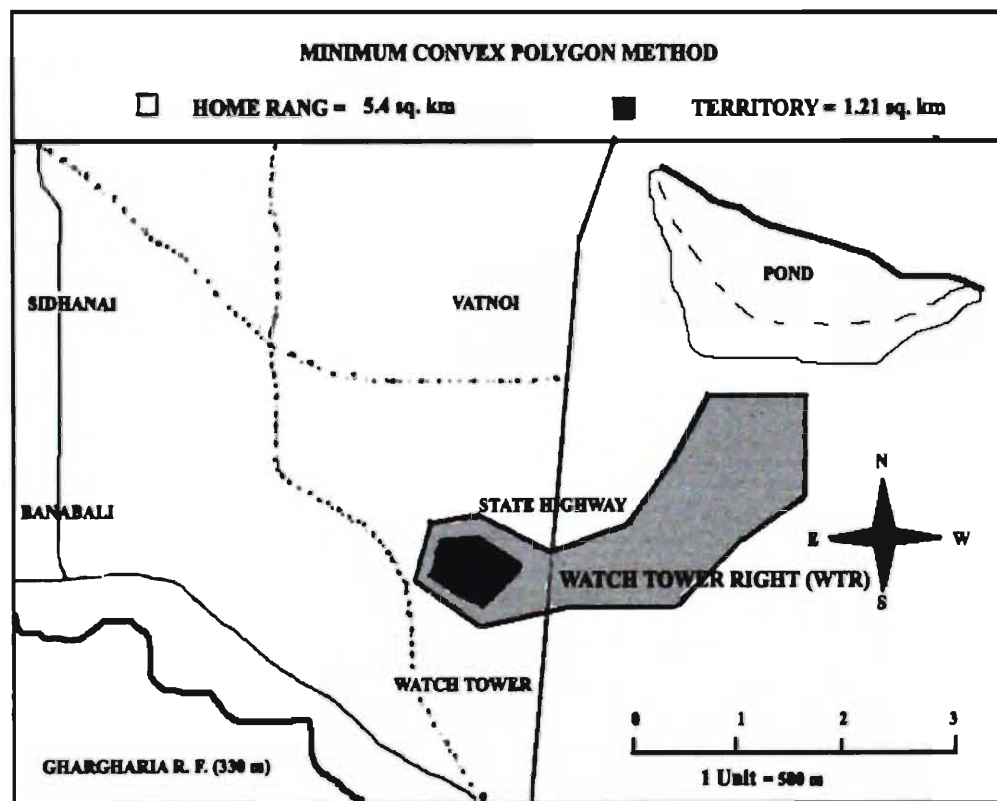 MINIMUM CONVEX POLYGON METHOD
HOME RANG = 5.4 sq. km
TERRITORY = 1.21 sq. km
POND
SIDHANAI
VATNOI
N
STATE HIGHWAY
BANABALI
E
W
WATCH TOWER RIGHT (WTR)
S
WATCH TOWER
0 1 2 3
GHARGHARIA R. F. (330 m)
1 Unit = 500 m